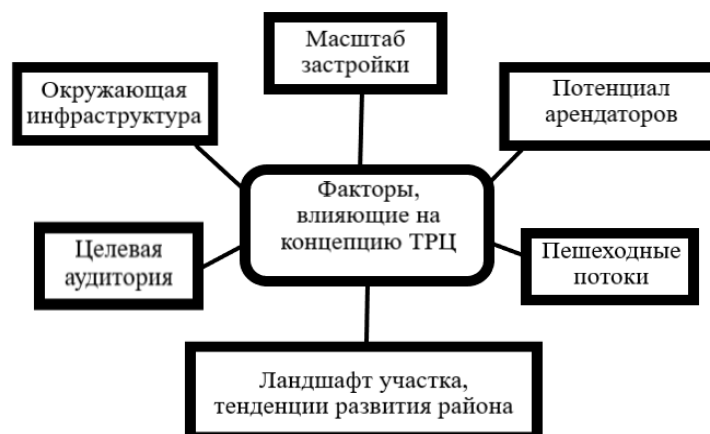 Масштаб
застройки
Окружающая
инфраструктура
Потенциал
арендаторов
Факторы,
влияющие на
концепцию ТРЦ
Целевая
аудитория
Пешеходные
потоки
Ландшафт участка,
тенденции развития района